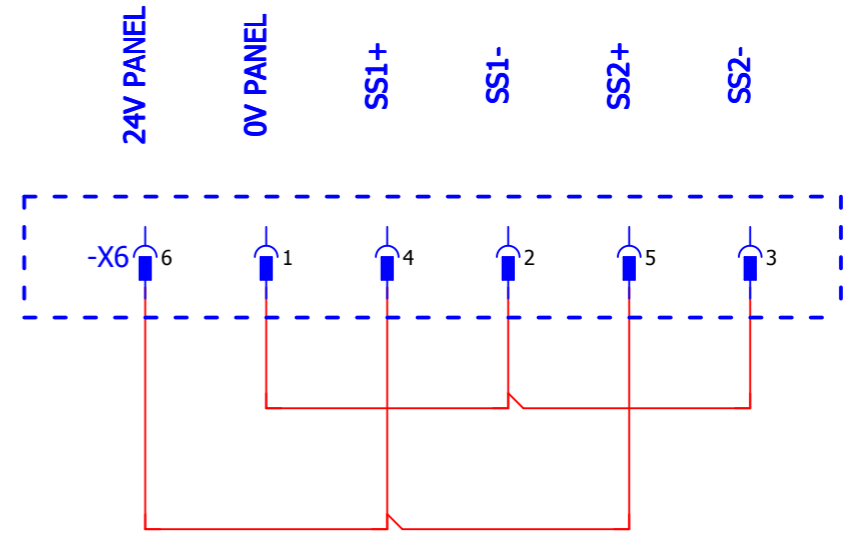 24V PANEL
0V PANEL
SS1+
SS1-
SS2+
SS2-
-X6
6
1
4
2
5
3